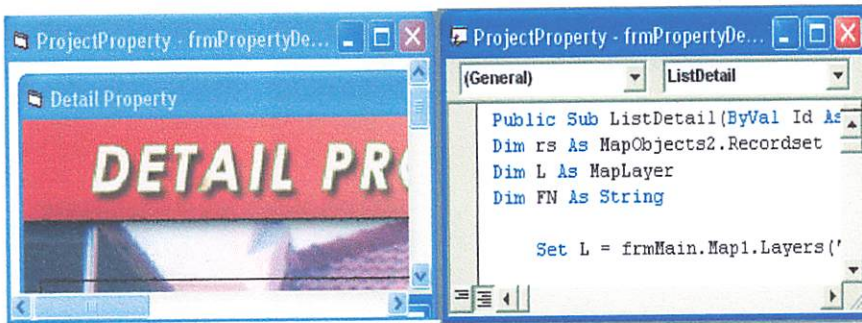 ProjectProperty - frmPropertyDe...
Detail Property
DETAIL PR
ProjectProperty - frmPropertyDe...
(General) ListDetail
Public Sub ListDetail(ByVal Id As
Dim rs As MapObjects2.Recordset
Dim L As MapLayer
Dim FN As String
Set L = frmMain.Map1.Layers("